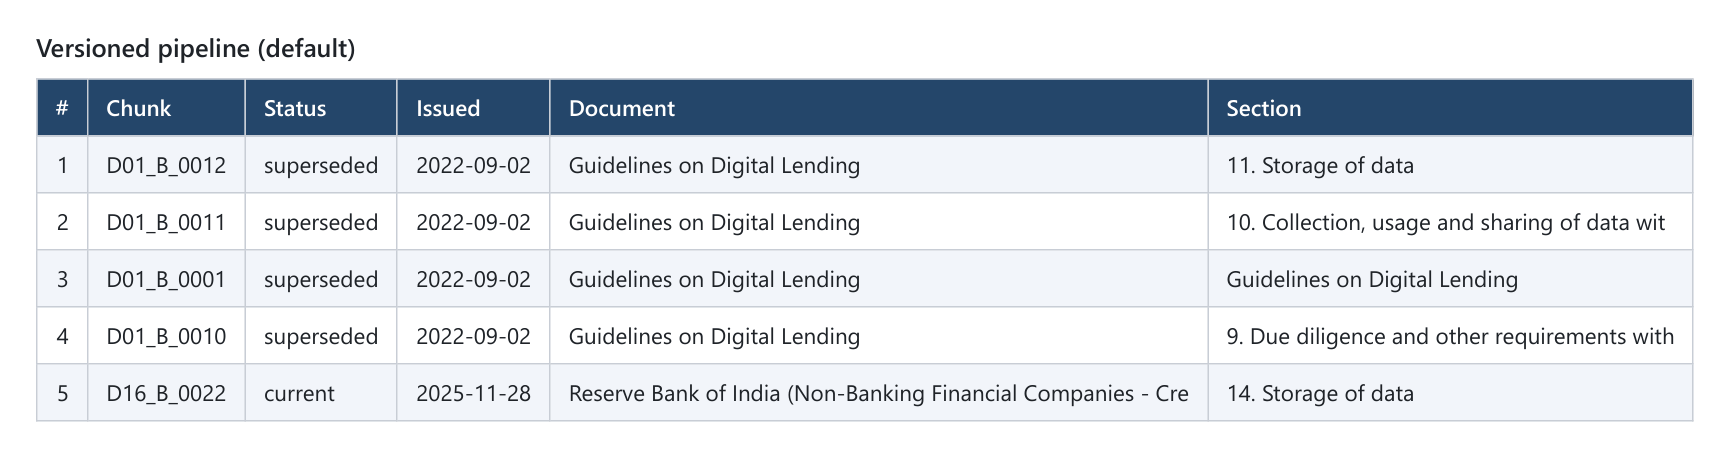 Versioned pipeline (default)
# Chunk Status Issued Document Section
1 D01_B_0012 superseded 2022-09-02 Guidelines on Digital Lending 11. Storage of data
2 D01_B_0011 superseded 2022-09-02 Guidelines on Digital Lending 10. Collection, usage and sharing of data wit
3 D01_B_0001 superseded 2022-09-02 Guidelines on Digital Lending Guidelines on Digital Lending
4 D01_B_0010 superseded 2022-09-02 Guidelines on Digital Lending 9. Due diligence and other requirements with
5 D16_B_0022 current 2025-11-28 Reserve Bank of India (Non-Banking Financial Companies - Cre 14. Storage of data